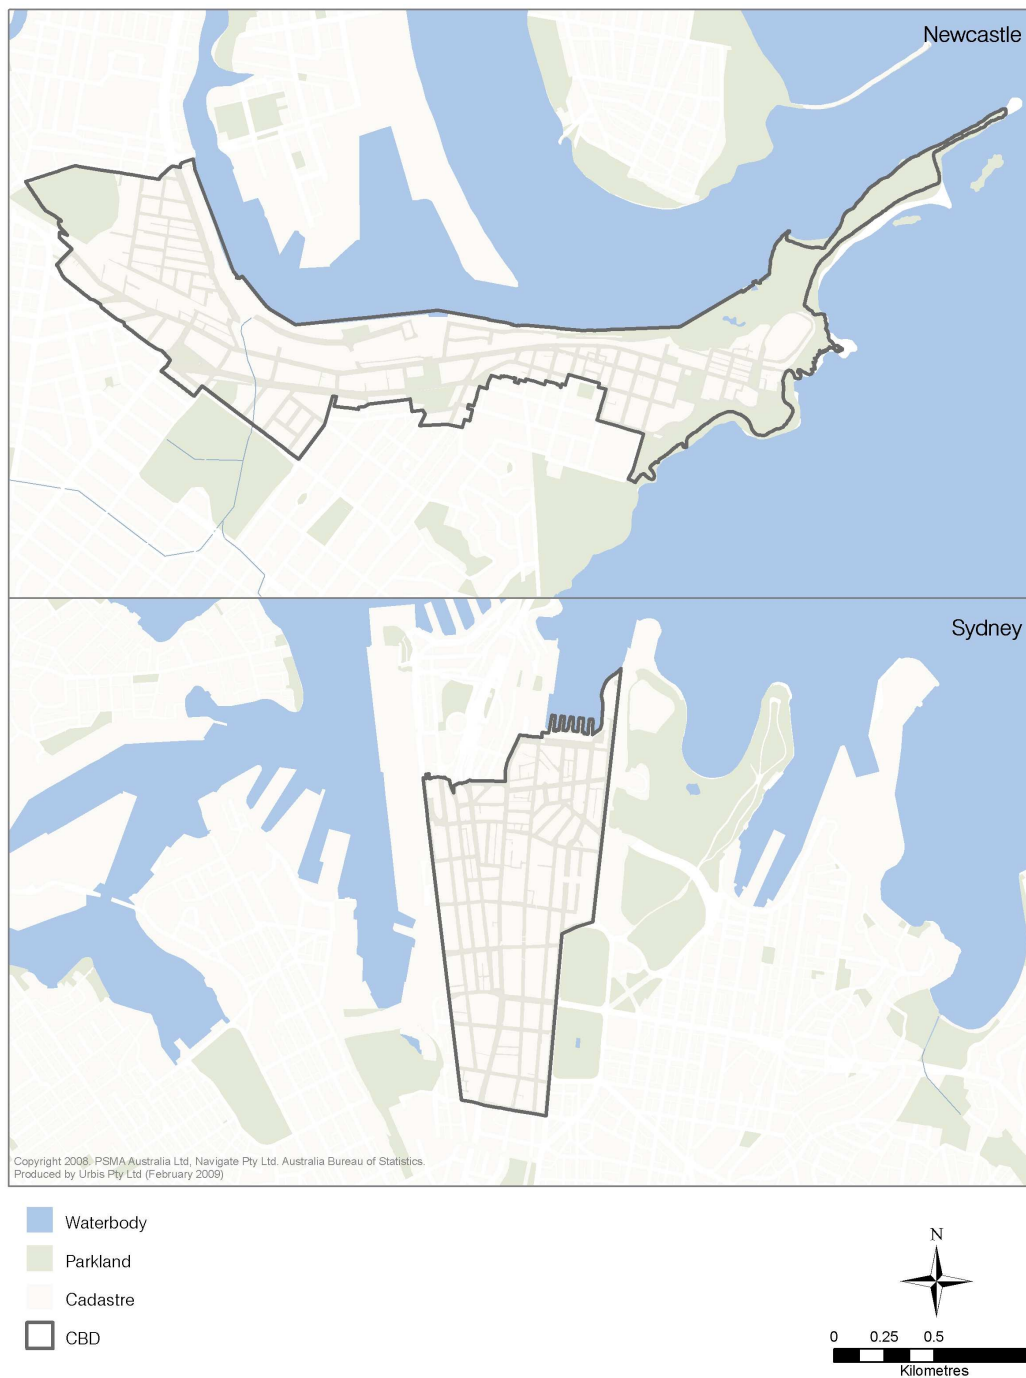 Newcastle
Sydney
Copyright 2008. PSMA Australia Ltd, Navigate Pty Ltd. Australia Bureau of Statistics.
Produced by Urbis Pty Ltd (February 2009)
Waterbody
Parkland
Cadastre
CBD
N
0 0.25 0.5
Kilometres